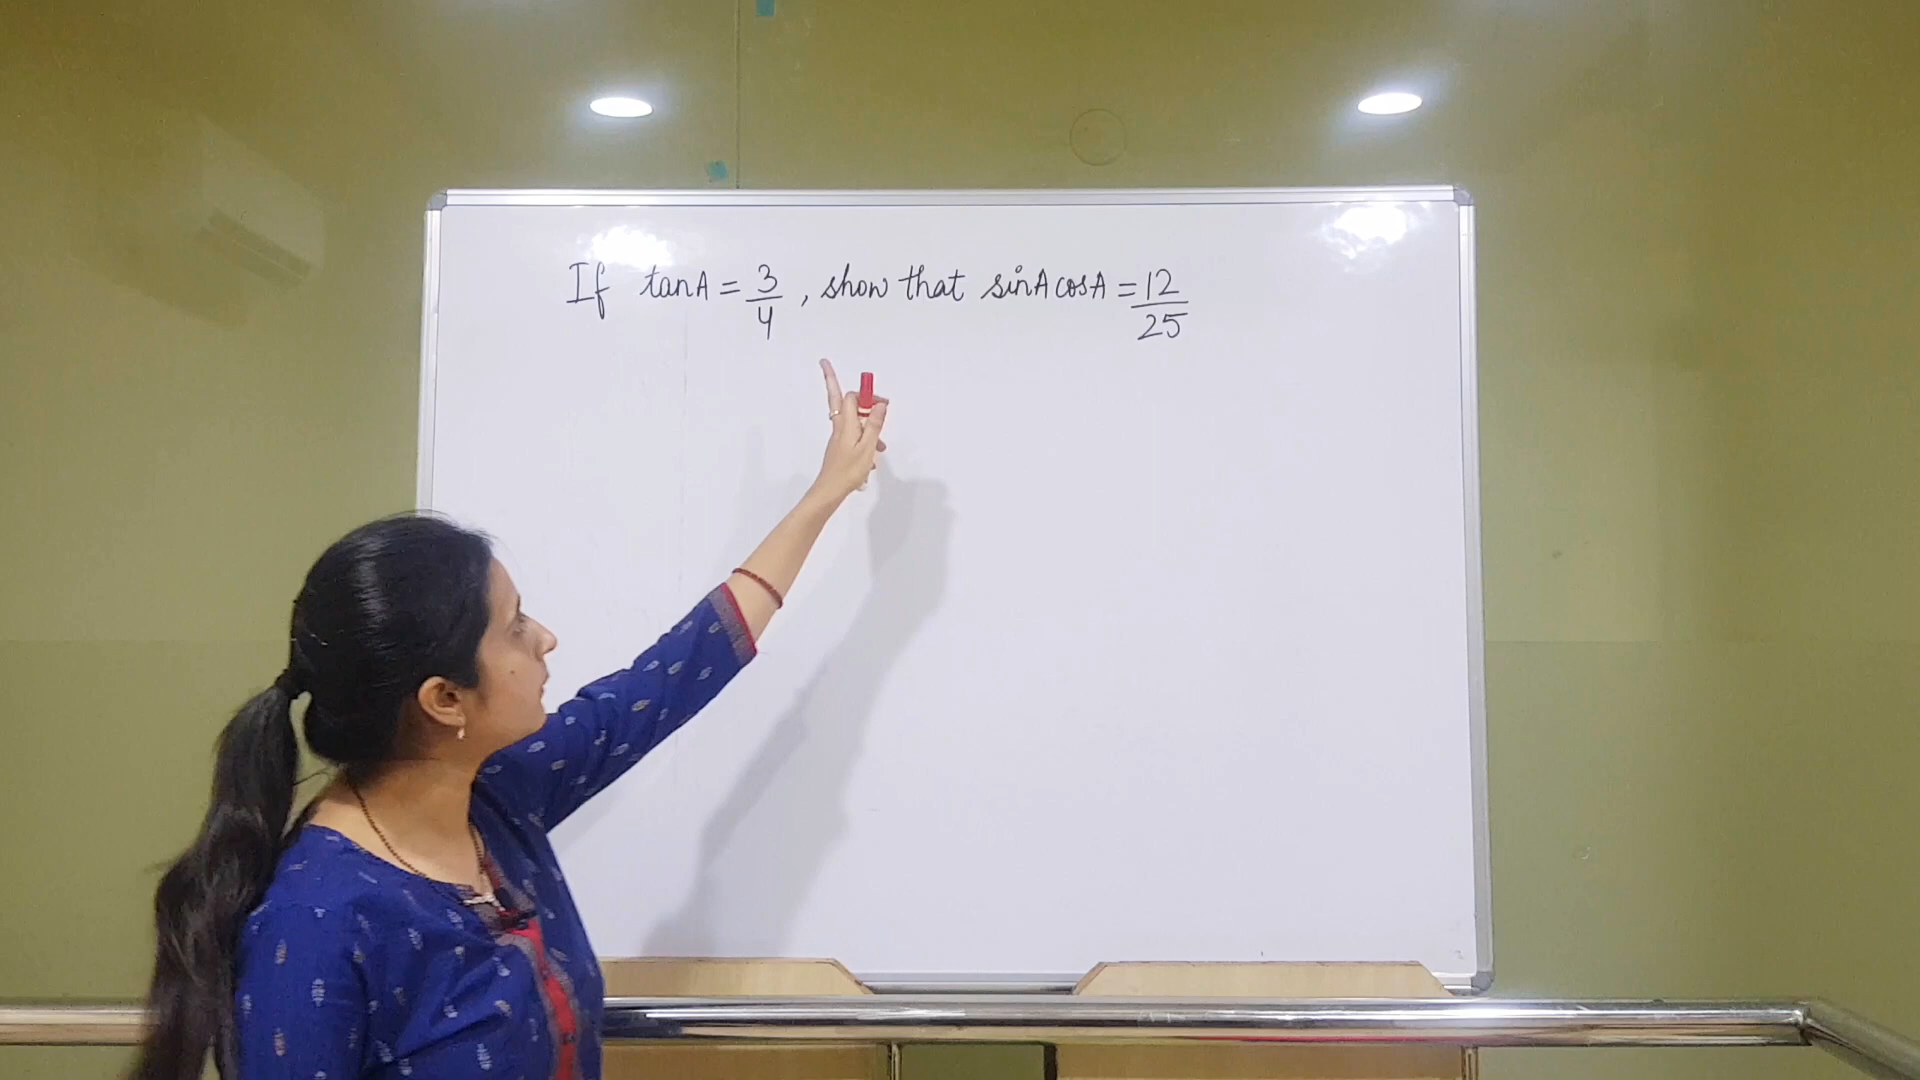 If tanA = 3/4, show that sinA cosA = 12/25